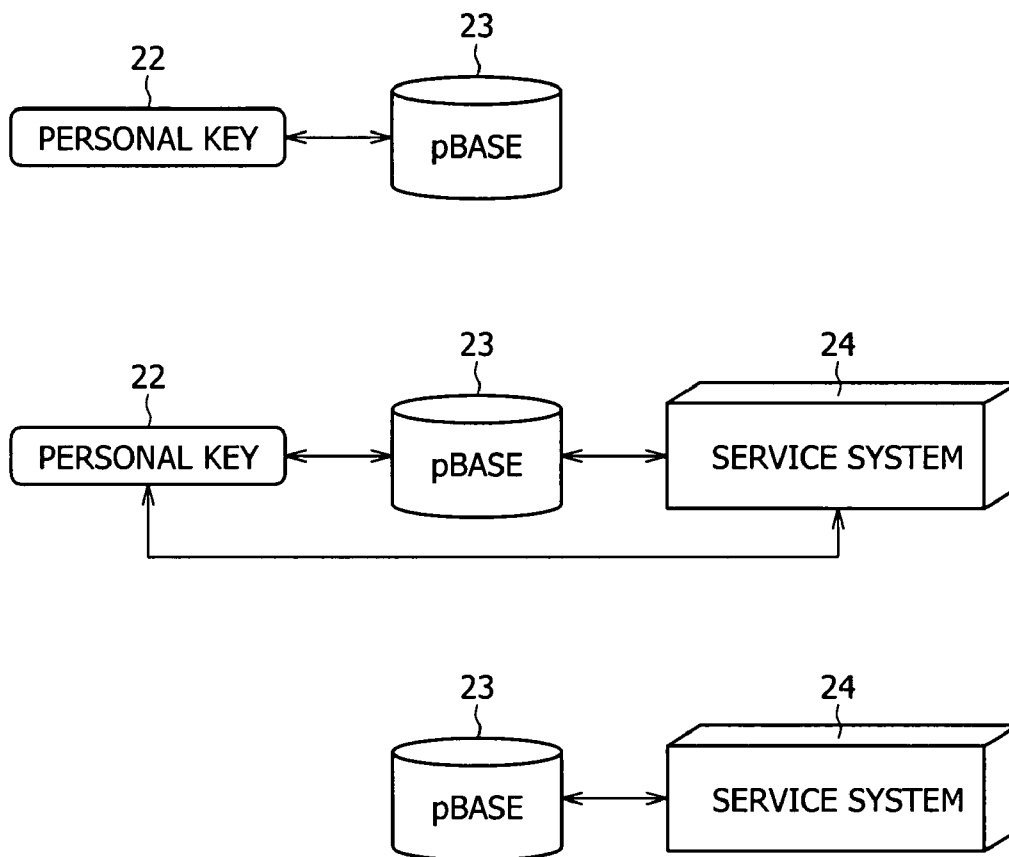 22
23
PERSONAL KEY
pBASE
22
23
24
PERSONAL KEY
pBASE
SERVICE SYSTEM
23
24
pBASE
SERVICE SYSTEM